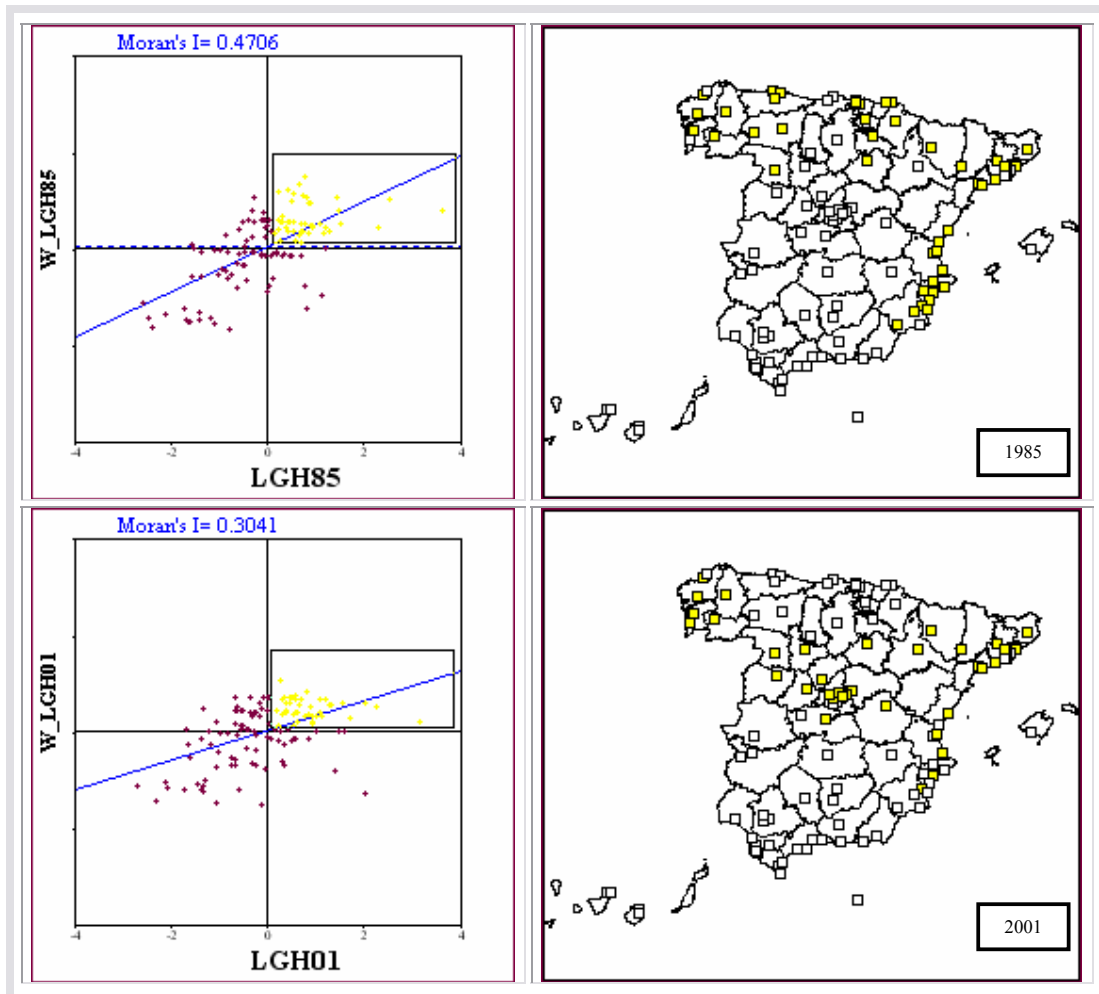 Moran's I= 0.4706
W_LGH85
-4 -2 0 2 4
LGH85
1985
Moran's I= 0.3041
W_LGH01
-4 -2 0 2 4
LGH01
2001